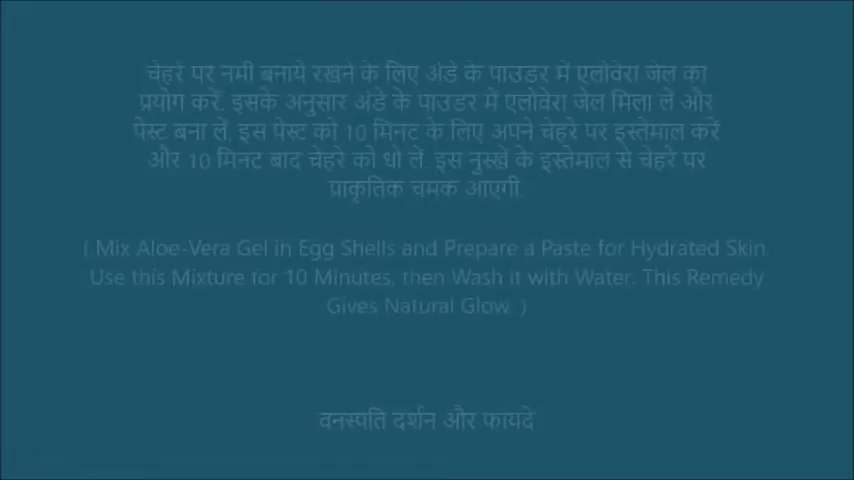 चेहरे पर नमी बनाये रखने के लिए अंडे के पाउडर में एलोवेरा जेल का
प्रयोग करें. इसके अनुसार अंडे के पाउडर में एलोवेरा जेल मिला लें और
पेस्ट बना लें. इस पेस्ट को 10 मिनट के लिए अपने चेहरे पर इस्तेमाल करें
और 10 मिनट बाद चेहरे को धो लें. इस नुस्खें के इस्तेमाल से चेहरे पर
प्राकृतिक चमक आएगी.
( Mix Aloe-Vera Gel in Egg Shells and Prepare a Paste for Hydrated Skin.
Use this Mixture for 10 Minutes, then Wash it with Water. This Remedy
Gives Natural Glow. )
वनस्पति दर्शन और फायदे